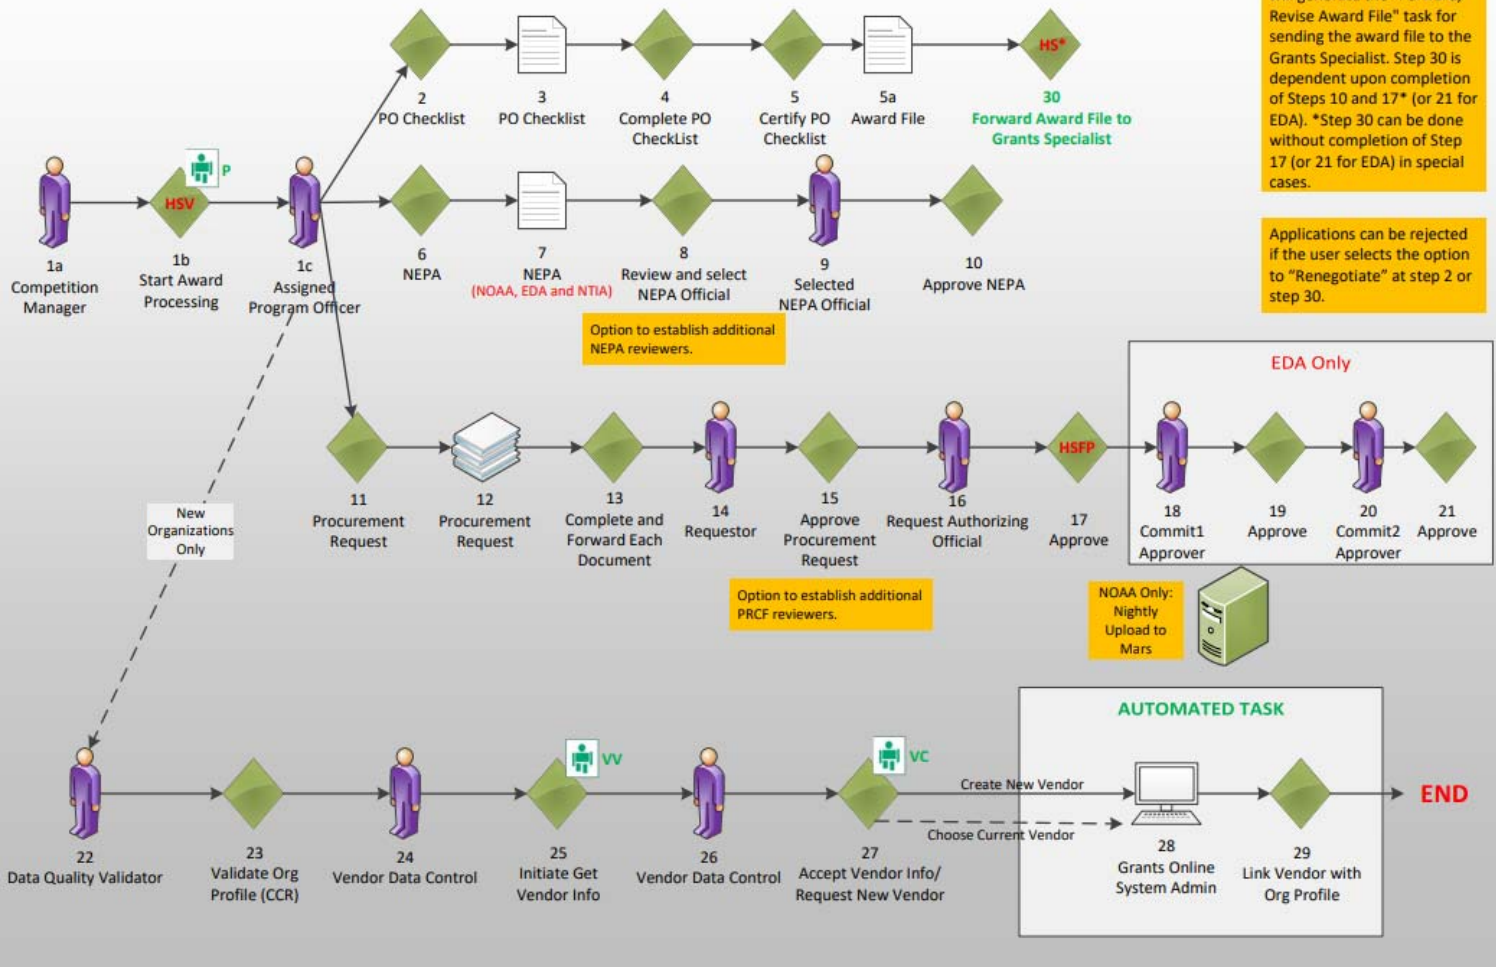 Revise Award File" task for
sending the award file to the
Grants Specialist. Step 30 is
dependent upon completion
of Steps 10 and 17* (or 21 for
EDA). *Step 30 can be done
without completion of Step
17 (or 21 for EDA) in special
cases.
HS*
2
PO Checklist
3
PO Checklist
4
Complete PO
CheckList
5
Certify PO
Checklist
5a
Award File
30
Forward Award File to
Grants Specialist
P
HSV
1a
Competition
Manager
1b
Start Award
Processing
1c
Assigned
Program Officer
6
NEPA
7
NEPA
(NOAA, EDA and NTIA)
8
Review and select
NEPA Official
9
Selected
NEPA Official
10
Approve NEPA
Applications can be rejected
if the user selects the option
to “Renegotiate” at step 2 or
step 30.
Option to establish additional
NEPA reviewers.
EDA Only
HSFP
11
Procurement
Request
12
Procurement
Request
13
Complete and
Forward Each
Document
14
Requestor
15
Approve
Procurement
Request
16
Request Authorizing
Official
17
Approve
18
Commit1
Approver
19
Approve
20
Commit2
Approver
21
Approve
New
Organizations
Only
Option to establish additional
PRCF reviewers.
NOAA Only:
Nightly
Upload to
Mars
AUTOMATED TASK
VV
VC
Create New Vendor
END
Choose Current Vendor
22
Data Quality Validator
23
Validate Org
Profile (CCR)
24
Vendor Data Control
25
Initiate Get
Vendor Info
26
Vendor Data Control
27
Accept Vendor Info/
Request New Vendor
28
Grants Online
System Admin
29
Link Vendor with
Org Profile